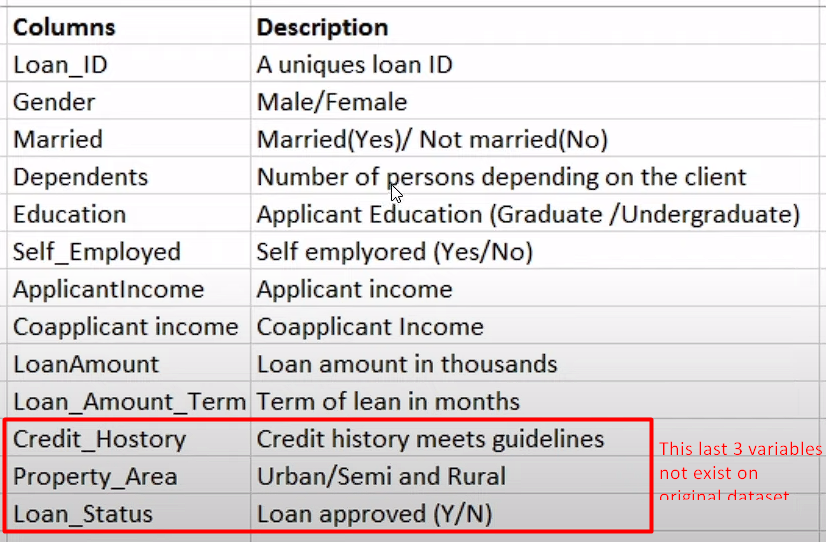 Columns Description
Loan_ID A uniques loan ID
Gender Male/Female
Married Married(Yes)/ Not married(No)
Dependents Number of persons depending on the client
Education Applicant Education (Graduate /Undergraduate)
Self_Employed Self emplyored (Yes/No)
ApplicantIncome Applicant income
Coapplicant income Coapplicant Income
LoanAmount Loan amount in thousands
Loan_Amount_Term Term of lean in months
Credit_Hostory Credit history meets guidelines
Property_Area Urban/Semi and Rural
Loan_Status Loan approved (Y/N)
This last 3 variables
not exist on
original dataset